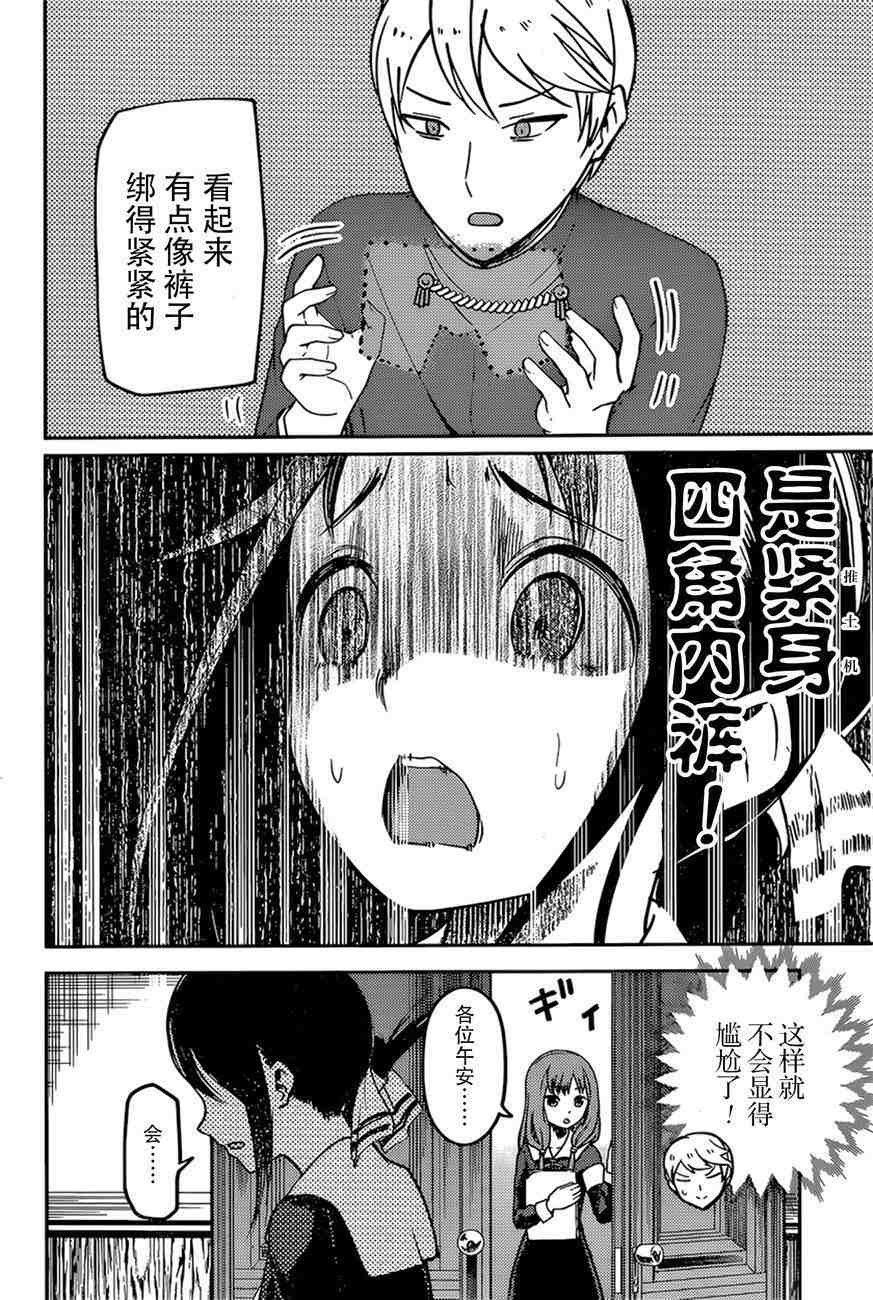 看起来
有点像裤子
绑得紧紧的
是紧身
推土机
四角内裤！
这样就
不会显得
尴尬了！
ギィ
各位午安……
会……